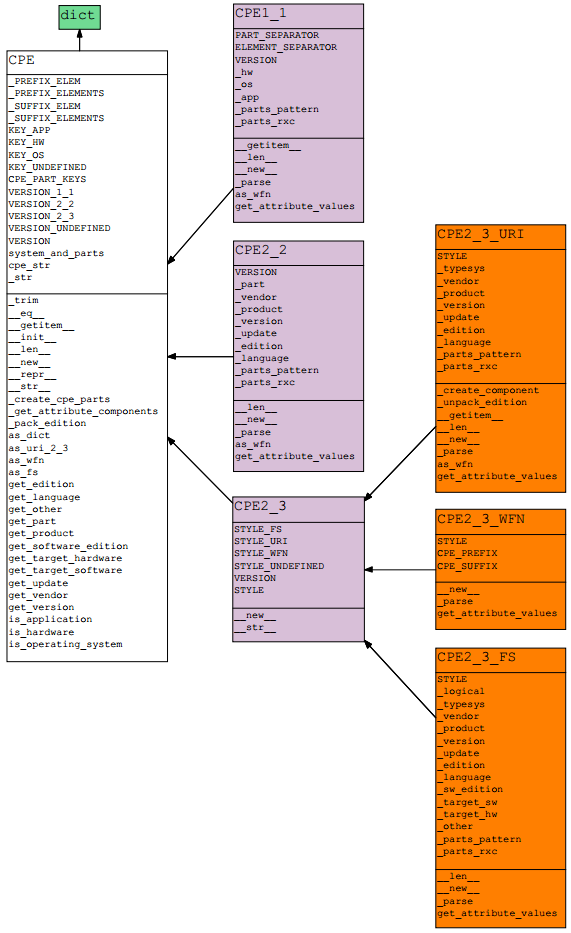 dict
CPE
_PREFIX_ELEM
_PREFIX_ELEMENTS
_SUFFIX_ELEM
_SUFFIX_ELEMENTS
KEY_APP
KEY_HW
KEY_OS
KEY_UNDEFINED
CPE_PART_KEYS
VERSION_1_1
VERSION_2_2
VERSION_2_3
VERSION_UNDEFINED
VERSION
system_and_parts
cpe_str
_str
_trim
__eq__
__getitem__
__init__
__len__
__new__
__repr__
__str__
_create_cpe_parts
_get_attribute_components
_pack_edition
as_dict
as_uri_2_3
as_wfn
as_fs
get_edition
get_language
get_other
get_part
get_product
get_software_edition
get_target_hardware
get_target_software
get_update
get_vendor
get_version
is_application
is_hardware
is_operating_system
CPE1_1
PART_SEPARATOR
ELEMENT_SEPARATOR
VERSION
_hw
_os
_app
_parts_pattern
_parts_rxc
__getitem__
__len__
__new__
_parse
as_wfn
get_attribute_values
CPE2_2
VERSION
_part
_vendor
_product
_version
_update
_edition
_language
_parts_pattern
_parts_rxc
__len__
__new__
_parse
as_wfn
get_attribute_values
CPE2_3
STYLE_FS
STYLE_URI
STYLE_WFN
STYLE_UNDEFINED
VERSION
STYLE
__new__
__str__
CPE2_3_URI
STYLE
_typesys
_vendor
_product
_version
_update
_edition
_language
_parts_pattern
_parts_rxc
_create_component
_unpack_edition
__getitem__
__len__
__new__
_parse
as_wfn
get_attribute_values
CPE2_3_WFN
STYLE
CPE_PREFIX
CPE_SUFFIX
__new__
_parse
get_attribute_values
CPE2_3_FS
STYLE
_logical
_typesys
_vendor
_product
_version
_update
_edition
_language
_sw_edition
_target_sw
_target_hw
_other
_parts_pattern
_parts_rxc
__len__
__new__
_parse
get_attribute_values